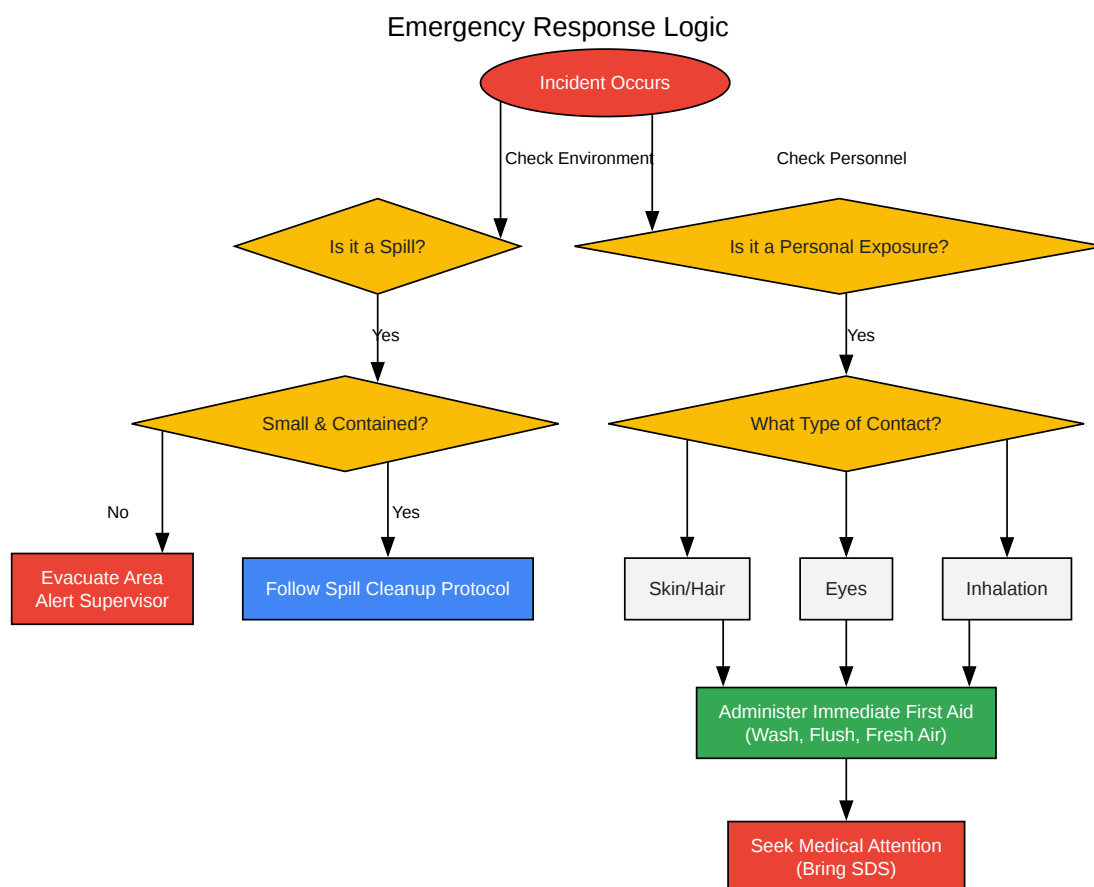 Emergency Response Logic
Incident Occurs
Check Environment
Check Personnel
Is it a Spill?
Is it a Personal Exposure?
Yes
Yes
Small & Contained?
What Type of Contact?
No
Yes
Evacuate Area
Alert Supervisor
Follow Spill Cleanup Protocol
Skin/Hair
Eyes
Inhalation
Administer Immediate First Aid
(Wash, Flush, Fresh Air)
Seek Medical Attention
(Bring SDS)